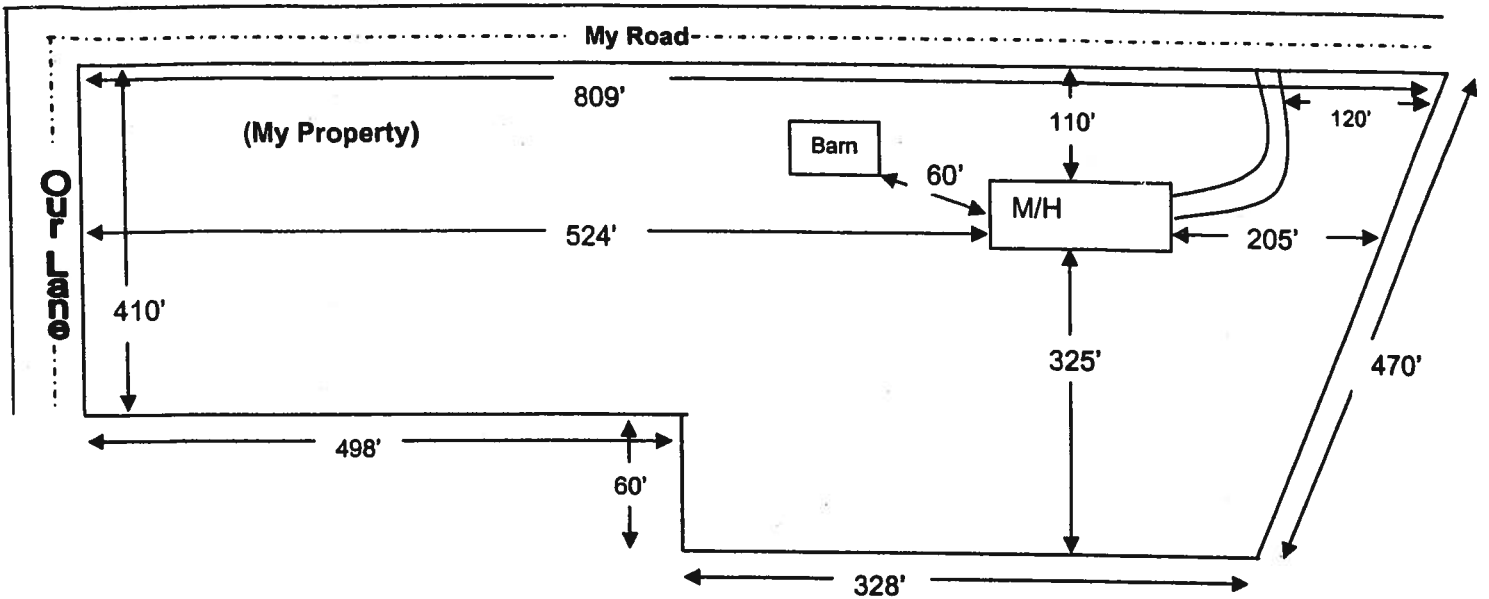 My Road
809'
(My Property)
Barn
110'
120'
60'
M/H
Our Lane
524'
205'
410'
325'
470'
498'
60'
328'